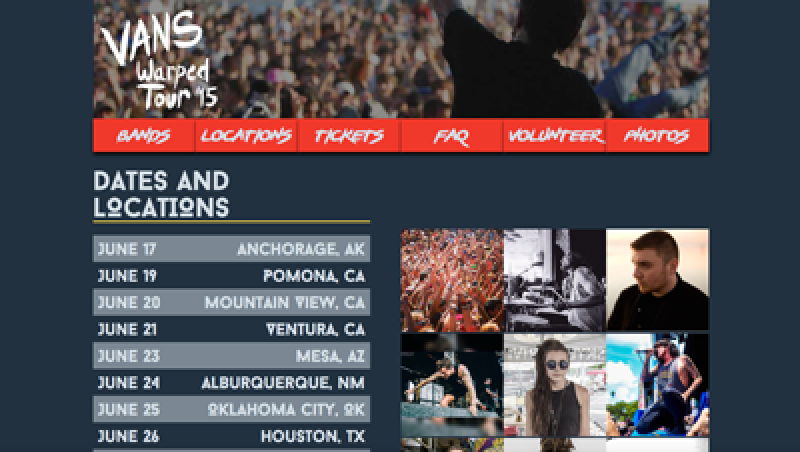 VANS
Warped
Tour '15
BANDS LOCATIONS TICKETS FAQ VOLUNTEER PHOTOS
DATES AND
LOCATIONS
JUNE 17 ANCHORAGE, AK
JUNE 19 POMONA, CA
JUNE 20 MOUNTAIN VIEW, CA
JUNE 21 VENTURA, CA
JUNE 23 MESA, AZ
JUNE 24 ALBURQUERQUE, NM
JUNE 25 OKLAHOMA CITY, OK
JUNE 26 HOUSTON, TX